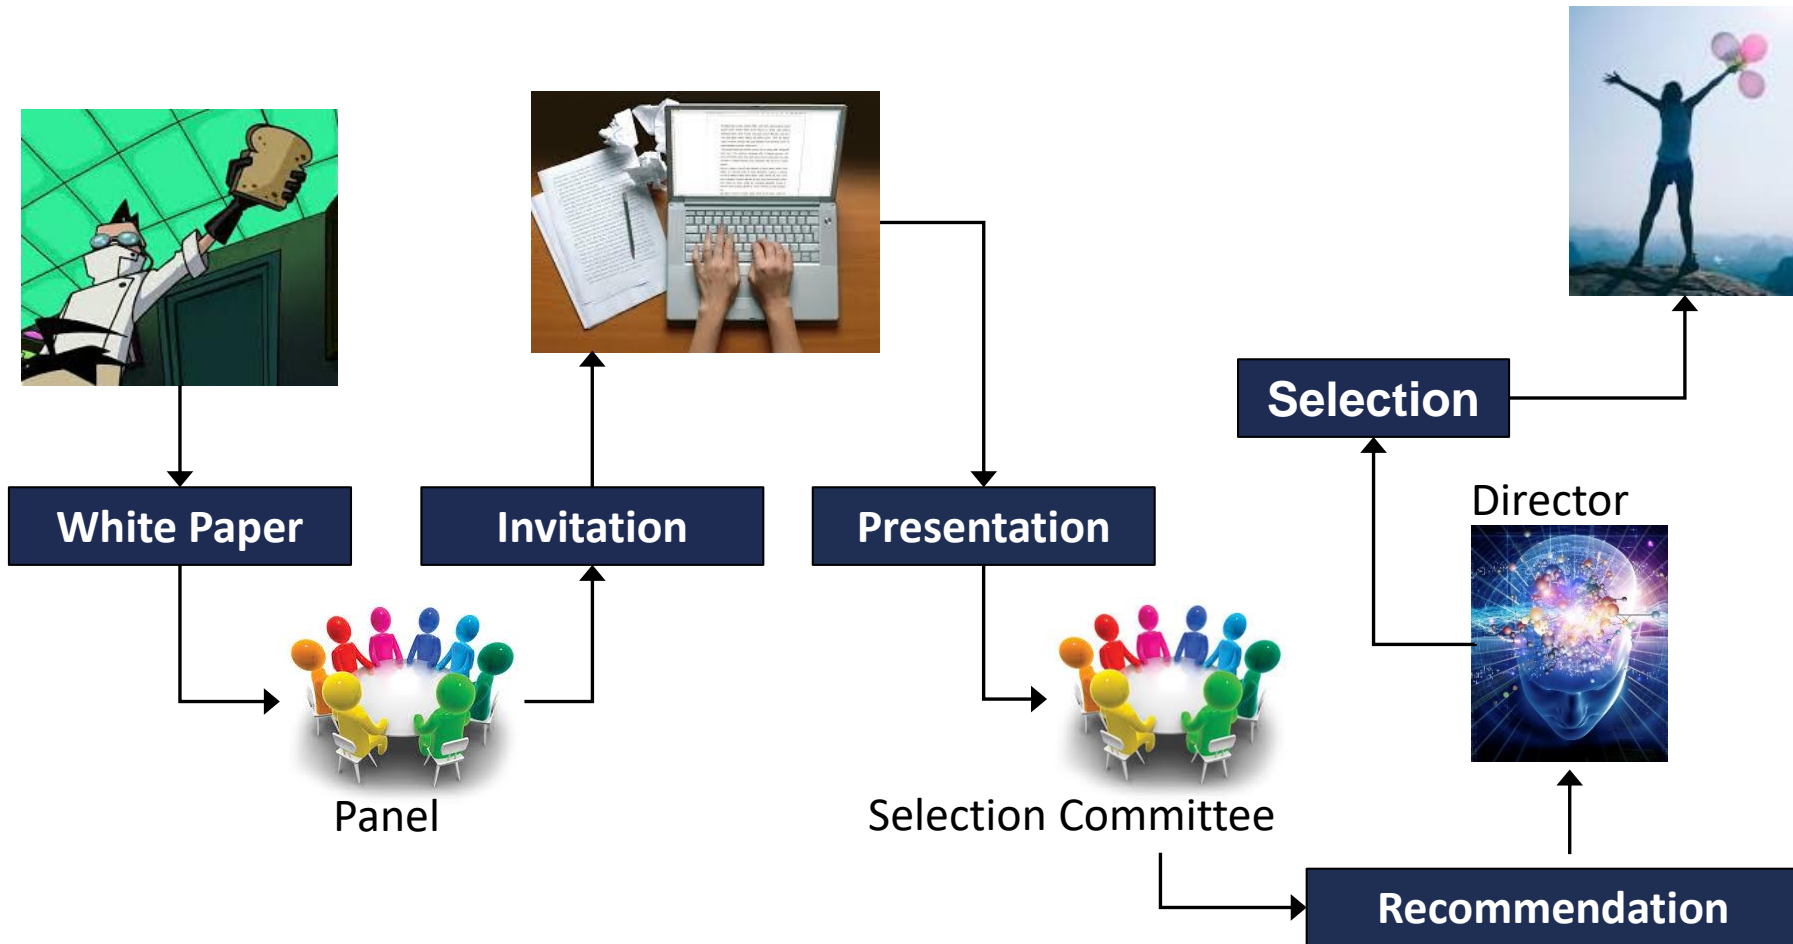 White Paper
Panel
Invitation
Presentation
Selection Committee
Recommendation
Director
Selection